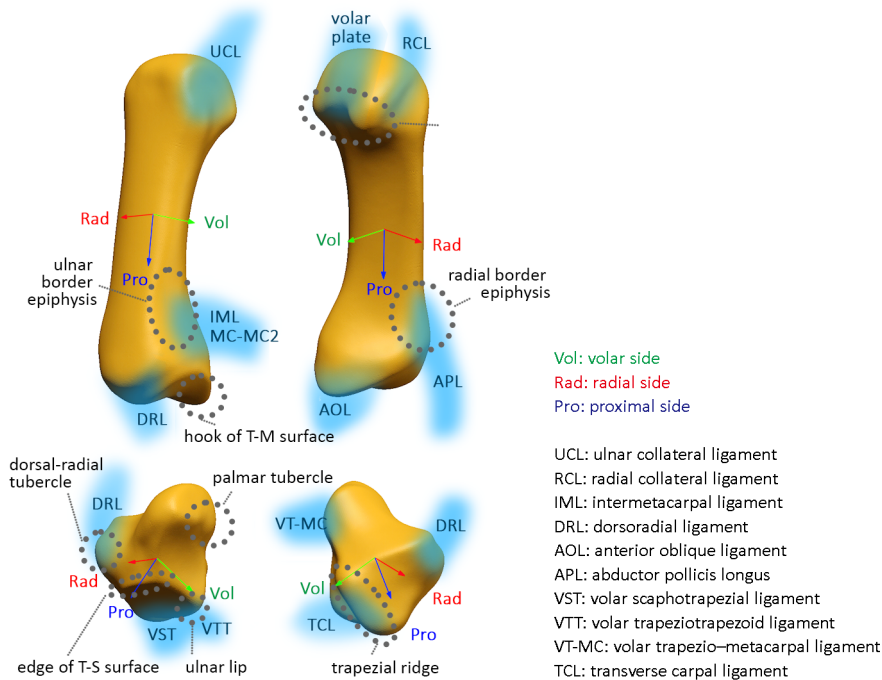 UCL
volar
plate
RCL
Rad
Vol
Pro
ulnar
border
epiphysis
IML
MC-MC2
DRL
hook of T-M surface
Vol
Rad
Pro
radial border
epiphysis
APL
AOL
dorsal-radial
tubercle
DRL
palmar tubercle
Rad
Pro
Vol
VST
VTT
edge of T-S surface
ulnar lip
VT-MC
DRL
Vol
Rad
TCL
Pro
trapezial ridge
Vol: volar side
Rad: radial side
Pro: proximal side
UCL: ulnar collateral ligament
RCL: radial collateral ligament
IML: intermetacarpal ligament
DRL: dorsoradial ligament
AOL: anterior oblique ligament
APL: abductor pollicis longus
VST: volar scaphotrapezial ligament
VTT: volar trapeziotrapezoid ligament
VT-MC: volar trapezio–metacarpal ligament
TCL: transverse carpal ligament